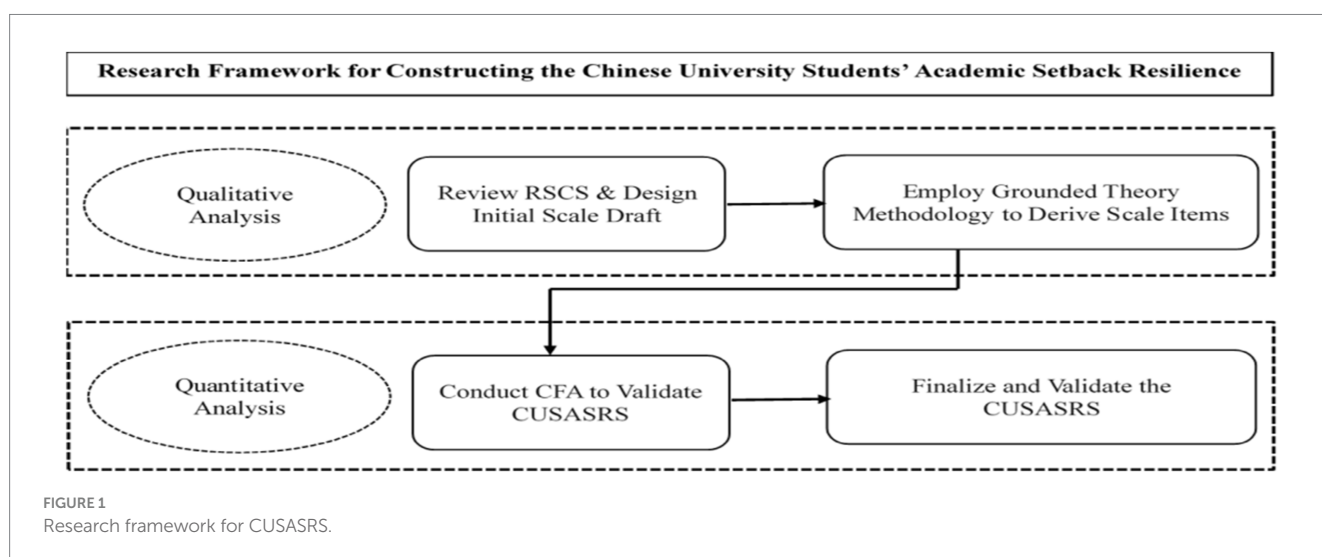 Research Framework for Constructing the Chinese University Students’ Academic Setback Resilience
Qualitative
Analysis
Review RSCS & Design
Initial Scale Draft
Employ Grounded Theory
Methodology to Derive Scale Items
Quantitative
Analysis
Conduct CFA to Validate
CUSASRS
Finalize and Validate the
CUSASRS
FIGURE 1
Research framework for CUSASRS.